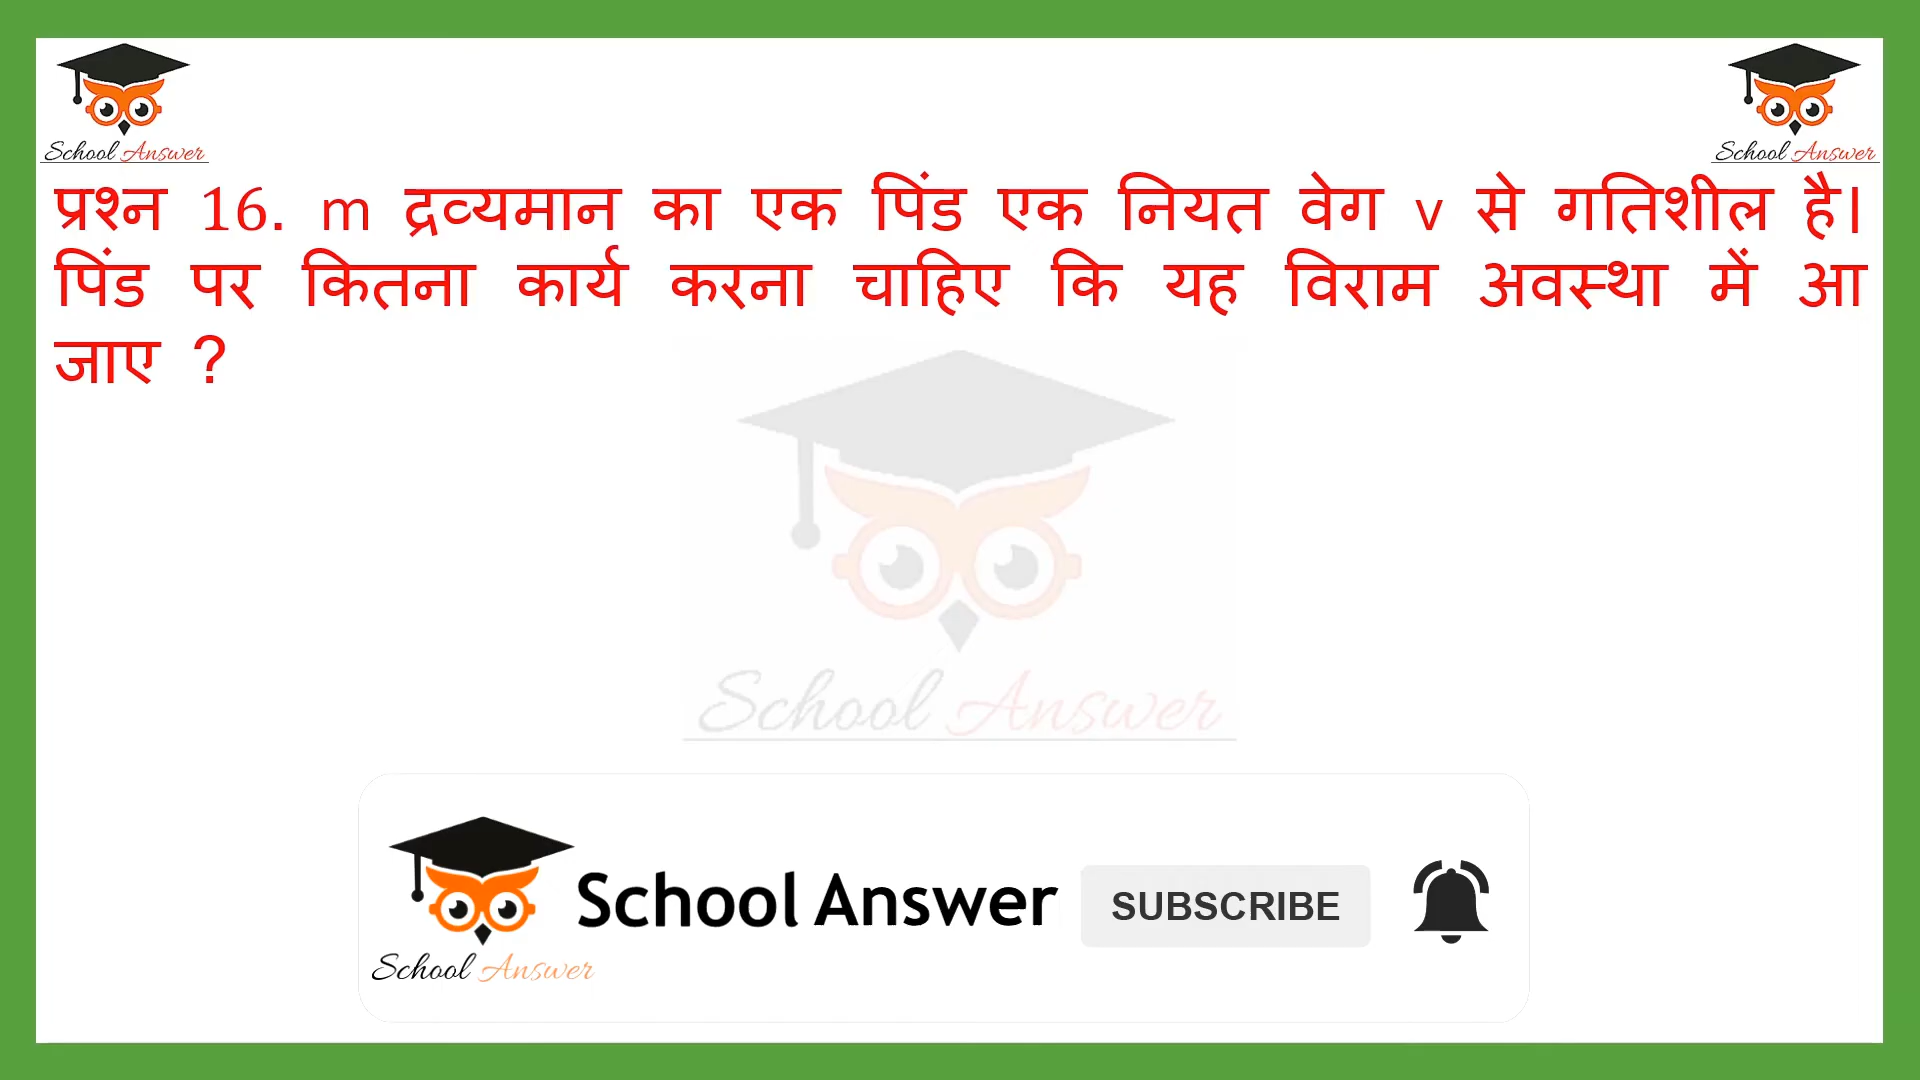 School Answer
School Answer
प्रश्न 16. m द्रव्यमान का एक पिंड एक नियत वेग v से गतिशील है।
पिंड पर कितना कार्य करना चाहिए कि यह विराम अवस्था में आ
जाए ?
School Answer
School Answer
SUBSCRIBE
School Answer